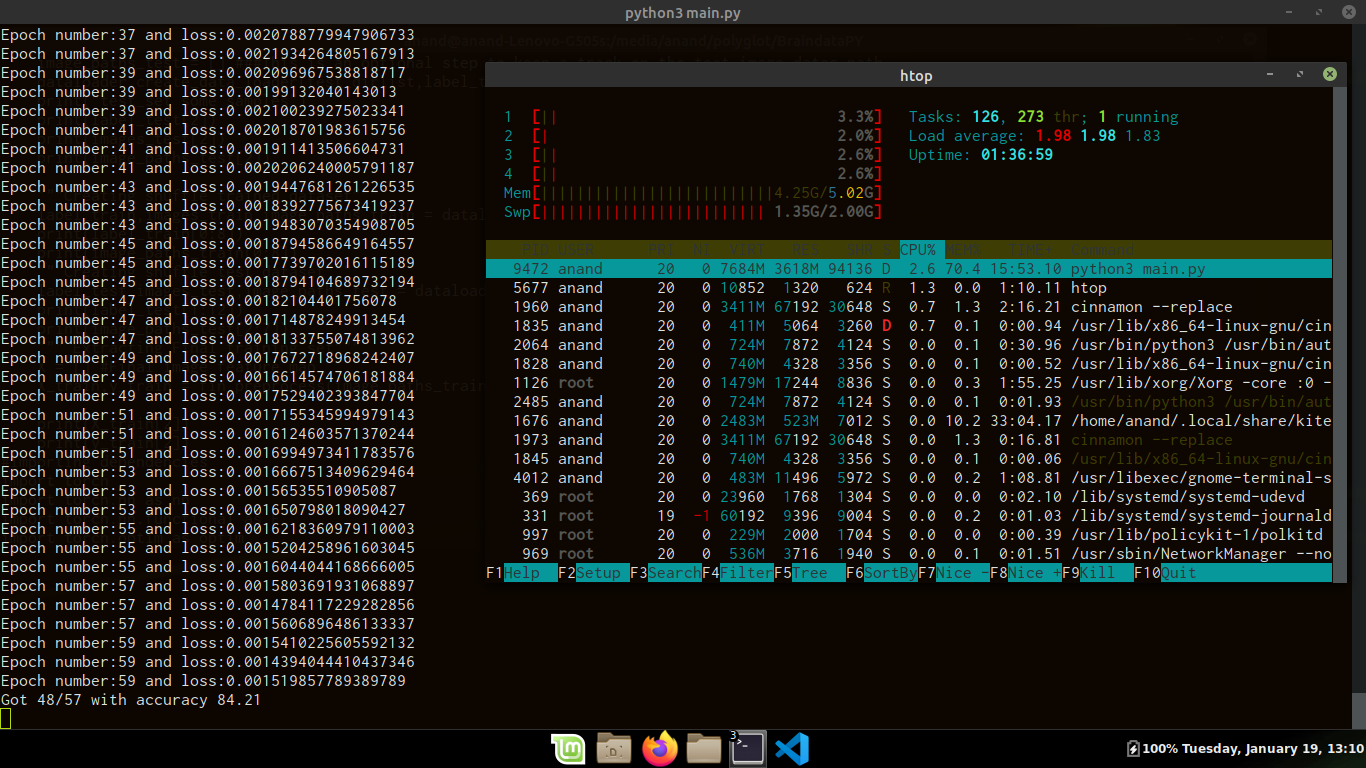 python3 main.py
Epoch number:37 and loss:0.0020788779947906733
Epoch number:37 and loss:0.0021934264805167913
Epoch number:39 and loss:0.002096967538818717
Epoch number:39 and loss:0.00199132040143013
Epoch number:39 and loss:0.002100239275023341
Epoch number:41 and loss:0.002018701983615756
Epoch number:41 and loss:0.001911413506604731
Epoch number:41 and loss:0.0020206240005791187
Epoch number:43 and loss:0.0019447681261226535
Epoch number:43 and loss:0.0018392775673419237
Epoch number:43 and loss:0.0019483070354908705
Epoch number:45 and loss:0.0018794586649164557
Epoch number:45 and loss:0.0017739702016115189
Epoch number:45 and loss:0.0018794104689732194
Epoch number:47 and loss:0.00182104401756078
Epoch number:47 and loss:0.001714878249913454
Epoch number:47 and loss:0.0018133755074813962
Epoch number:49 and loss:0.0017672718968242407
Epoch number:49 and loss:0.0016614574706181884
Epoch number:49 and loss:0.0017529402393847704
Epoch number:51 and loss:0.0017155345994979143
Epoch number:51 and loss:0.0016124603571370244
Epoch number:51 and loss:0.0016994973411783576
Epoch number:53 and loss:0.0016667513409629464
Epoch number:53 and loss:0.001565355510905087
Epoch number:53 and loss:0.001650798018090427
Epoch number:55 and loss:0.0016218360979110003
Epoch number:55 and loss:0.0015204258961603045
Epoch number:55 and loss:0.0016044044168666005
Epoch number:57 and loss:0.0015803691931068897
Epoch number:57 and loss:0.0014784117229282856
Epoch number:57 and loss:0.0015606896486133337
Epoch number:59 and loss:0.0015410225605592132
Epoch number:59 and loss:0.0014394044410437346
Epoch number:59 and loss:0.001519857789389789
Got 48/57 with accuracy 84.21
htop
1 [|| 3.3%] Tasks: 126, 273 thr; 1 running
2 [| 2.0%] Load average: 1.98 1.98 1.83
3 [|| 2.6%] Uptime: 01:36:59
4 [|| 2.6%]
Mem[||||||||||||||||||||||||||4.25G/5.02G]
Swp[||||||||||||||||||||||||| 1.35G/2.00G]
PID USER PRI NI VIRT RES SHR S CPU% MEM% TIME+ Command
9472 anand 20 0 7684M 3618M 94136 D 2.6 70.4 15:53.10 python3 main.py
5677 anand 20 0 10852 1320 624 R 1.3 0.0 1:10.11 htop
1960 anand 20 0 3411M 67192 30648 S 0.7 1.3 2:16.21 cinnamon --replace
1835 anand 20 0 411M 5064 3260 D 0.7 0.1 0:00.94 /usr/lib/x86_64-linux-gnu/cin
2064 anand 20 0 724M 7872 4124 S 0.0 0.1 0:30.96 /usr/bin/python3 /usr/bin/aut
1828 anand 20 0 740M 4328 3356 S 0.0 0.1 0:00.52 /usr/lib/x86_64-linux-gnu/cin
1126 root 20 0 1479M 17244 8836 S 0.0 0.3 1:55.25 /usr/lib/xorg/Xorg -core :0 -
2485 anand 20 0 724M 7872 4124 S 0.0 0.1 0:01.93 /usr/bin/python3 /usr/bin/aut
1676 anand 20 0 2483M 523M 7012 S 0.0 10.2 33:04.17 /home/anand/.local/share/kite
1973 anand 20 0 3411M 67192 30648 S 0.0 1.3 0:16.81 cinnamon --replace
1845 anand 20 0 740M 4328 3356 S 0.0 0.1 0:00.06 /usr/lib/x86_64-linux-gnu/cin
4012 anand 20 0 483M 11496 5972 S 0.0 0.2 1:08.81 /usr/libexec/gnome-terminal-s
369 root 20 0 23960 1768 1304 S 0.0 0.0 0:02.10 /lib/systemd/systemd-udevd
331 root 19 -1 60192 9396 9004 S 0.0 0.2 0:01.03 /lib/systemd/systemd-journald
997 root 20 0 229M 2000 1704 S 0.0 0.0 0:00.39 /usr/lib/policykit-1/polkitd
969 root 20 0 536M 3716 1940 S 0.0 0.1 0:01.51 /usr/sbin/NetworkManager --no
F1Help F2Setup F3SearchF4FilterF5Tree F6SortByF7Nice -F8Nice +F9Kill F10Quit
3
100% Tuesday, January 19, 13:10